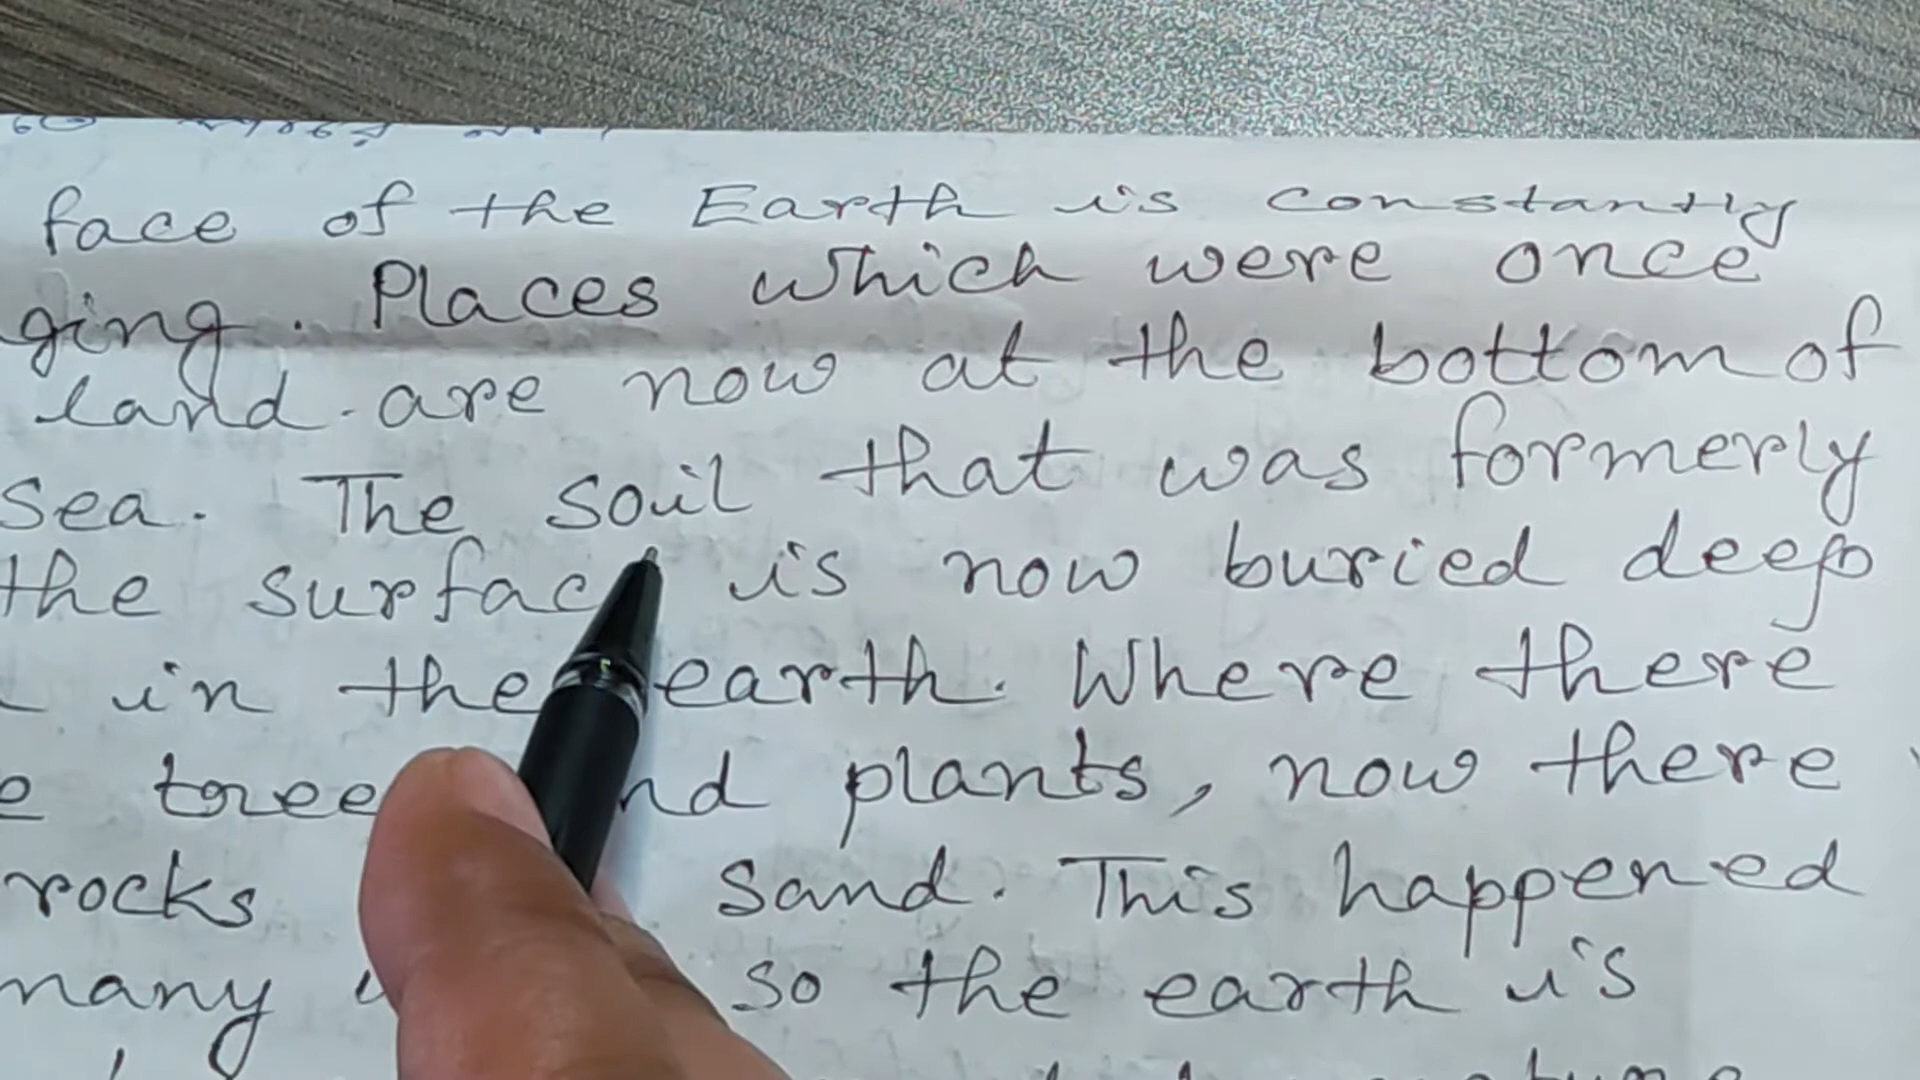 face of the Earth is constantly
ging. Places which were once
land are now at the bottom of
sea. The soil that was formerly
the surfac is now buried deep
in the earth. Where there
e tree nd plants, now there
rocks sand. This happened
many so the earth is